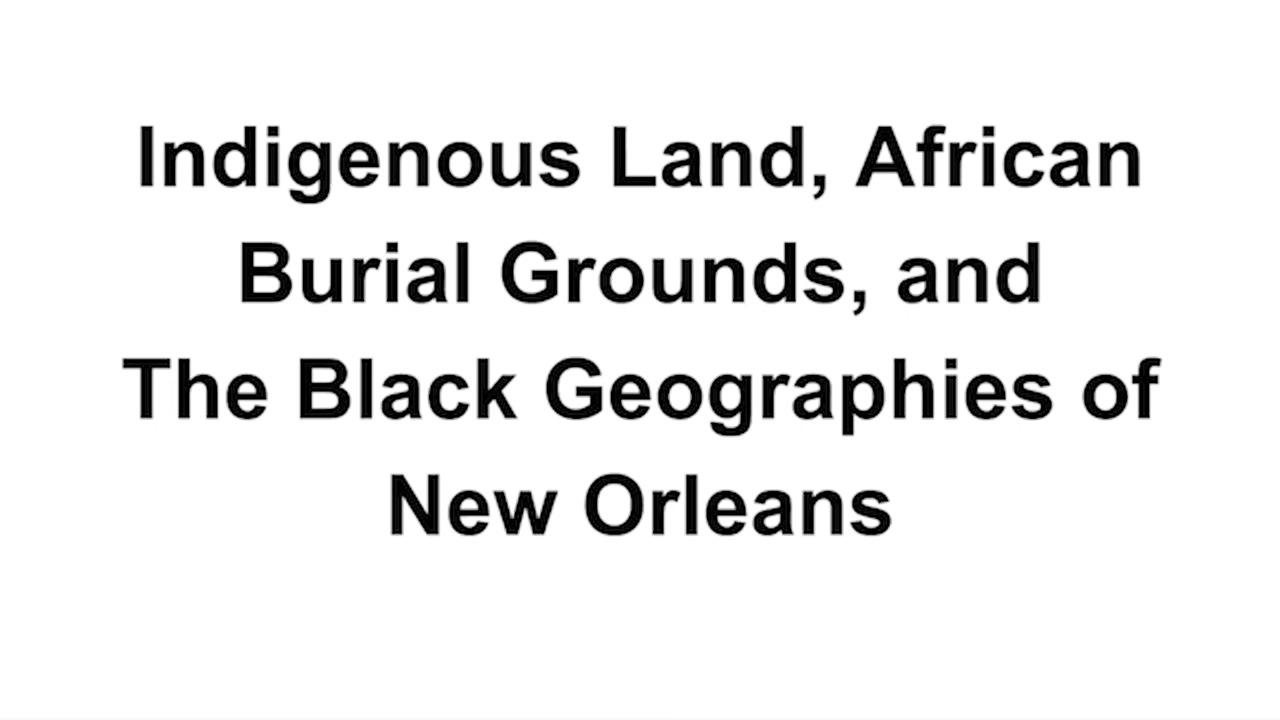 Indigenous Land, African
Burial Grounds, and
The Black Geographies of
New Orleans